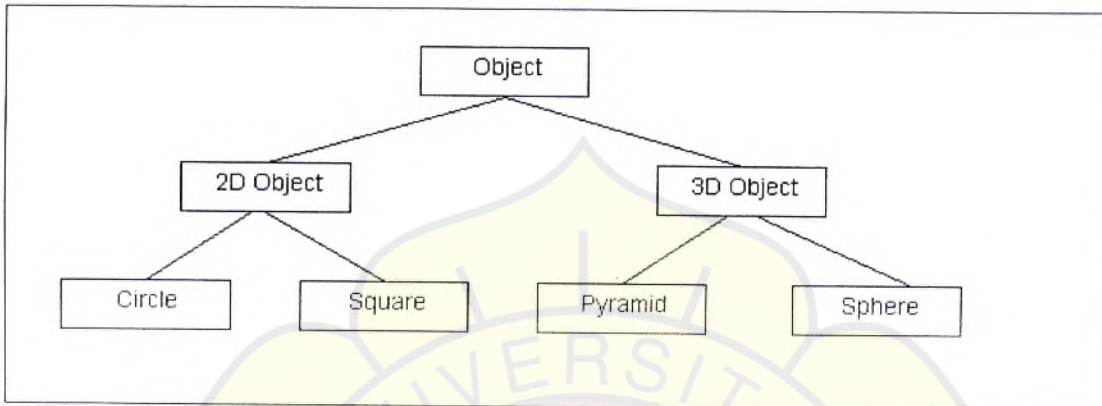 Object
2D Object
3D Object
Circle
Square
Pyramid
Sphere